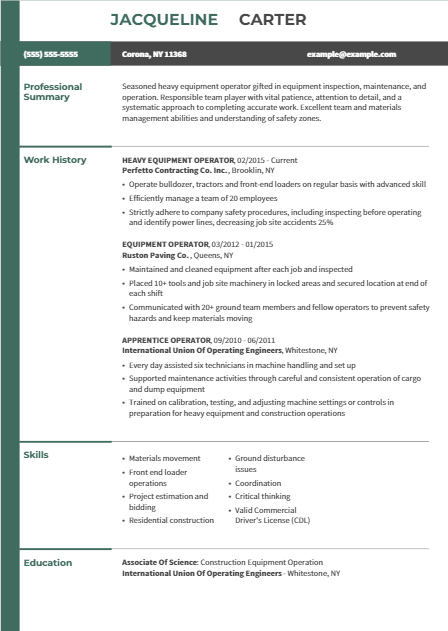 JACQUELINE CARTER
(555) 555-5555
Corona, NY 11368
example@example.com
Professional
Summary
Seasoned heavy equipment operator gifted in equipment inspection, maintenance, and
operation. Responsible team player with vital patience, attention to detail, and a
systematic approach to completing accurate work. Excellent team and materials
management abilities and understanding of safety zones.
Work History
HEAVY EQUIPMENT OPERATOR, 02/2015 - Current
Perfetto Contracting Co. Inc., Brooklin, NY
• Operate bulldozer, tractors and front-end loaders on regular basis with advanced skill
• Efficiently manage a team of 20 employees
• Strictly adhere to company safety procedures, including inspecting before operating
and identify power lines, decreasing job site accidents 25%
EQUIPMENT OPERATOR, 03/2012 - 01/2015
Ruston Paving Co. , Queens, NY
• Maintained and cleaned equipment after each job and inspected
• Placed 10+ tools and job site machinery in locked areas and secured location at end of
each shift
• Communicated with 20+ ground team members and fellow operators to prevent safety
hazards and keep materials moving
APPRENTICE OPERATOR, 09/2010 - 06/2011
International Union Of Operating Engineers, Whitestone, NY
• Every day assisted six technicians in machine handling and set up
• Supported maintenance activities through careful and consistent operation of cargo
and dump equipment
• Trained on calibration, testing, and adjusting machine settings or controls in
preparation for heavy equipment and construction operations
Skills
• Materials movement
• Front end loader
operations
• Project estimation and
bidding
• Residential construction
• Ground disturbance
issues
• Coordination
• Critical thinking
• Valid Commercial
Driver's License (CDL)
Education
Associate Of Science: Construction Equipment Operation
International Union Of Operating Engineers - Whitestone, NY